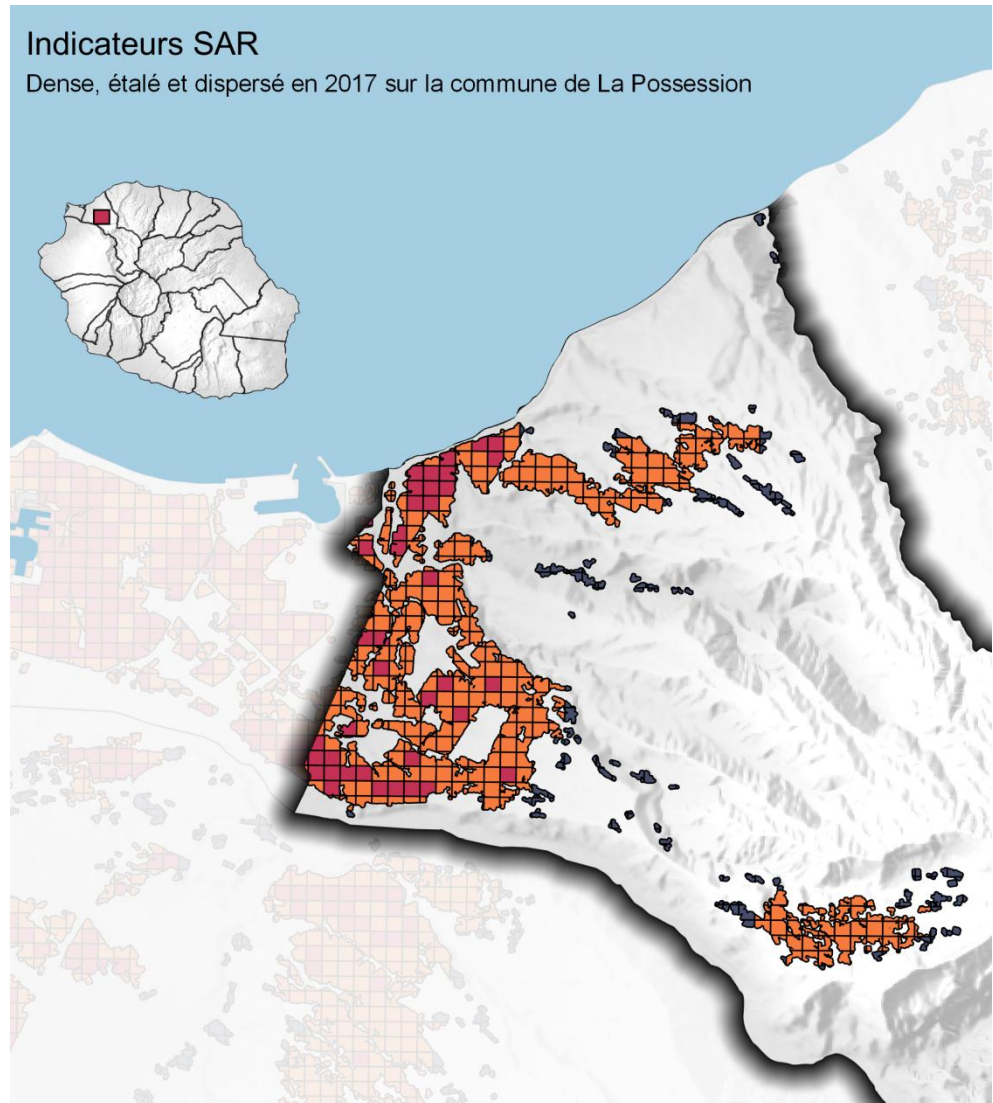 Indicateurs SAR
Dense, étalé et dispersé en 2017 sur la commune de La Possession